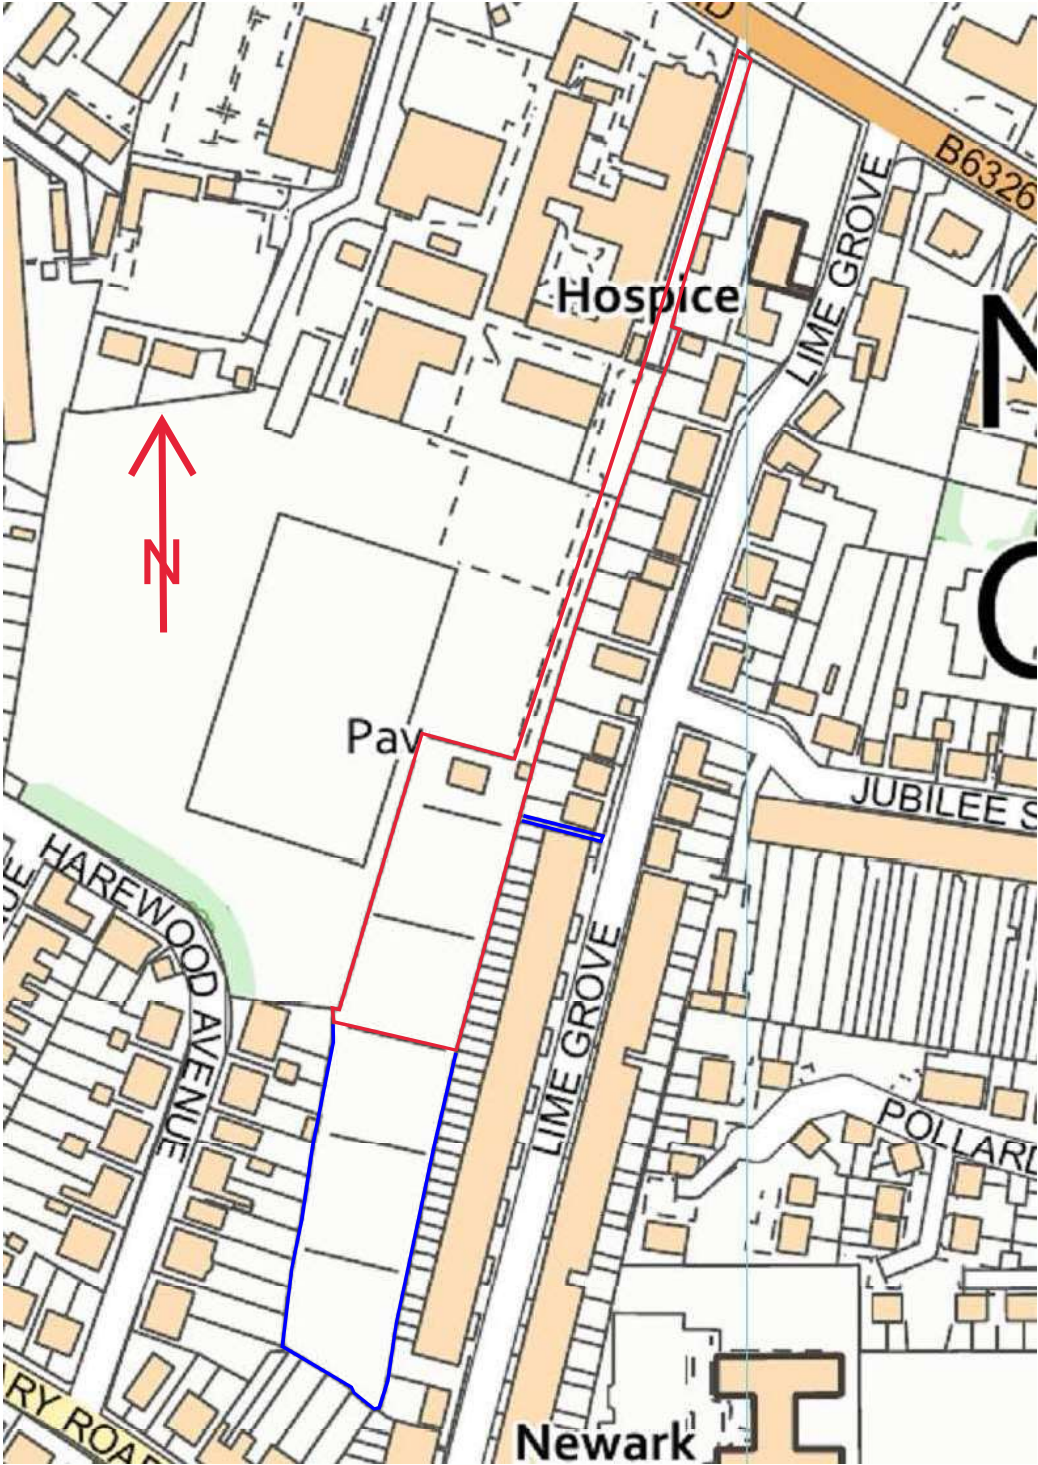 B6326
LIME GROVE
Hospice
N
Pav
JUBILEE S
HAREWOOD AVENUE
LIME GROVE
POLLARD
RY ROAD
Newark